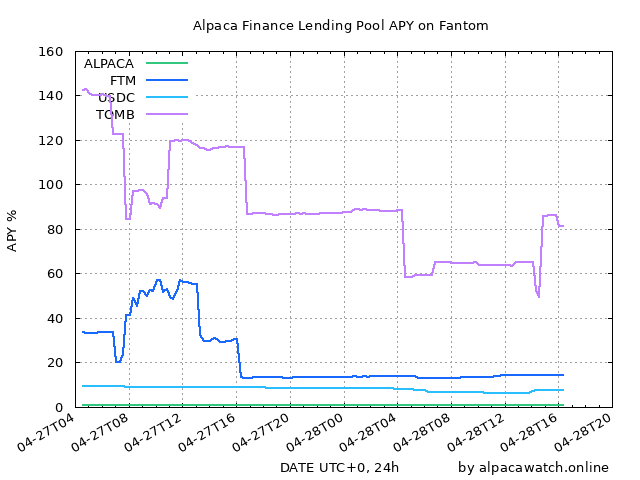 Alpaca Finance Lending Pool APY on Fantom
160
140
120
100
80
60
40
20
0
APY %
ALPACA
FTM
USDC
TOMB
04-27T04
04-27T08
04-27T12
04-27T16
04-27T20
04-28T00
04-28T04
04-28T08
04-28T12
04-28T16
04-28T20
DATE UTC+0, 24h
by alpacawatch.online